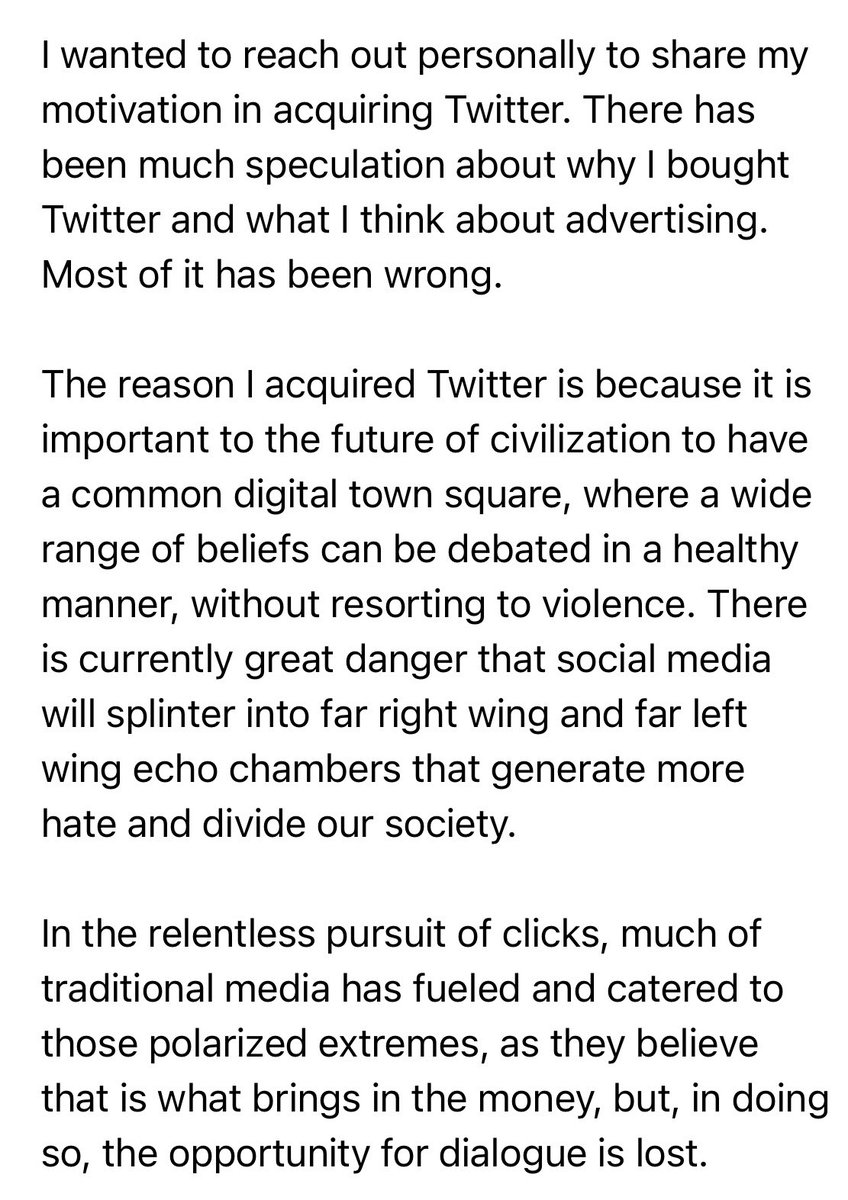 I wanted to reach out personally to share my
motivation in acquiring Twitter. There has
been much speculation about why I bought
Twitter and what I think about advertising.
Most of it has been wrong.
The reason I acquired Twitter is because it is
important to the future of civilization to have
a common digital town square, where a wide
range of beliefs can be debated in a healthy
manner, without resorting to violence. There
is currently great danger that social media
will splinter into far right wing and far left
wing echo chambers that generate more
hate and divide our society.
In the relentless pursuit of clicks, much of
traditional media has fueled and catered to
those polarized extremes, as they believe
that is what brings in the money, but, in doing
so, the opportunity for dialogue is lost.